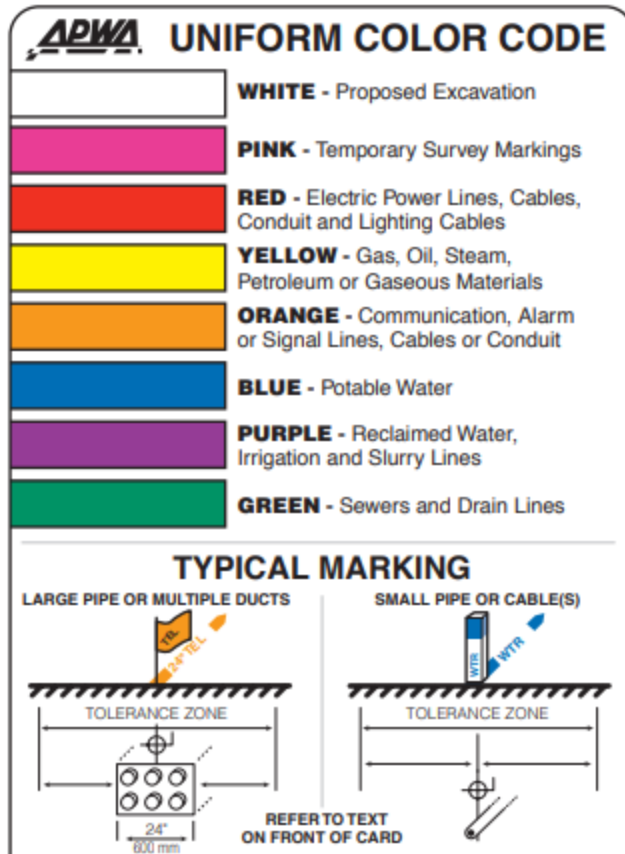 APWA UNIFORM COLOR CODE
WHITE - Proposed Excavation
PINK - Temporary Survey Markings
RED - Electric Power Lines, Cables,
Conduit and Lighting Cables
YELLOW - Gas, Oil, Steam,
Petroleum or Gaseous Materials
ORANGE - Communication, Alarm
or Signal Lines, Cables or Conduit
BLUE - Potable Water
PURPLE - Reclaimed Water,
Irrigation and Slurry Lines
GREEN - Sewers and Drain Lines
TYPICAL MARKING
LARGE PIPE OR MULTIPLE DUCTS
TEL
24" TEL
TOLERANCE ZONE
24"
600 mm
SMALL PIPE OR CABLE(S)
WTR
WTR
TOLERANCE ZONE
REFER TO TEXT
ON FRONT OF CARD